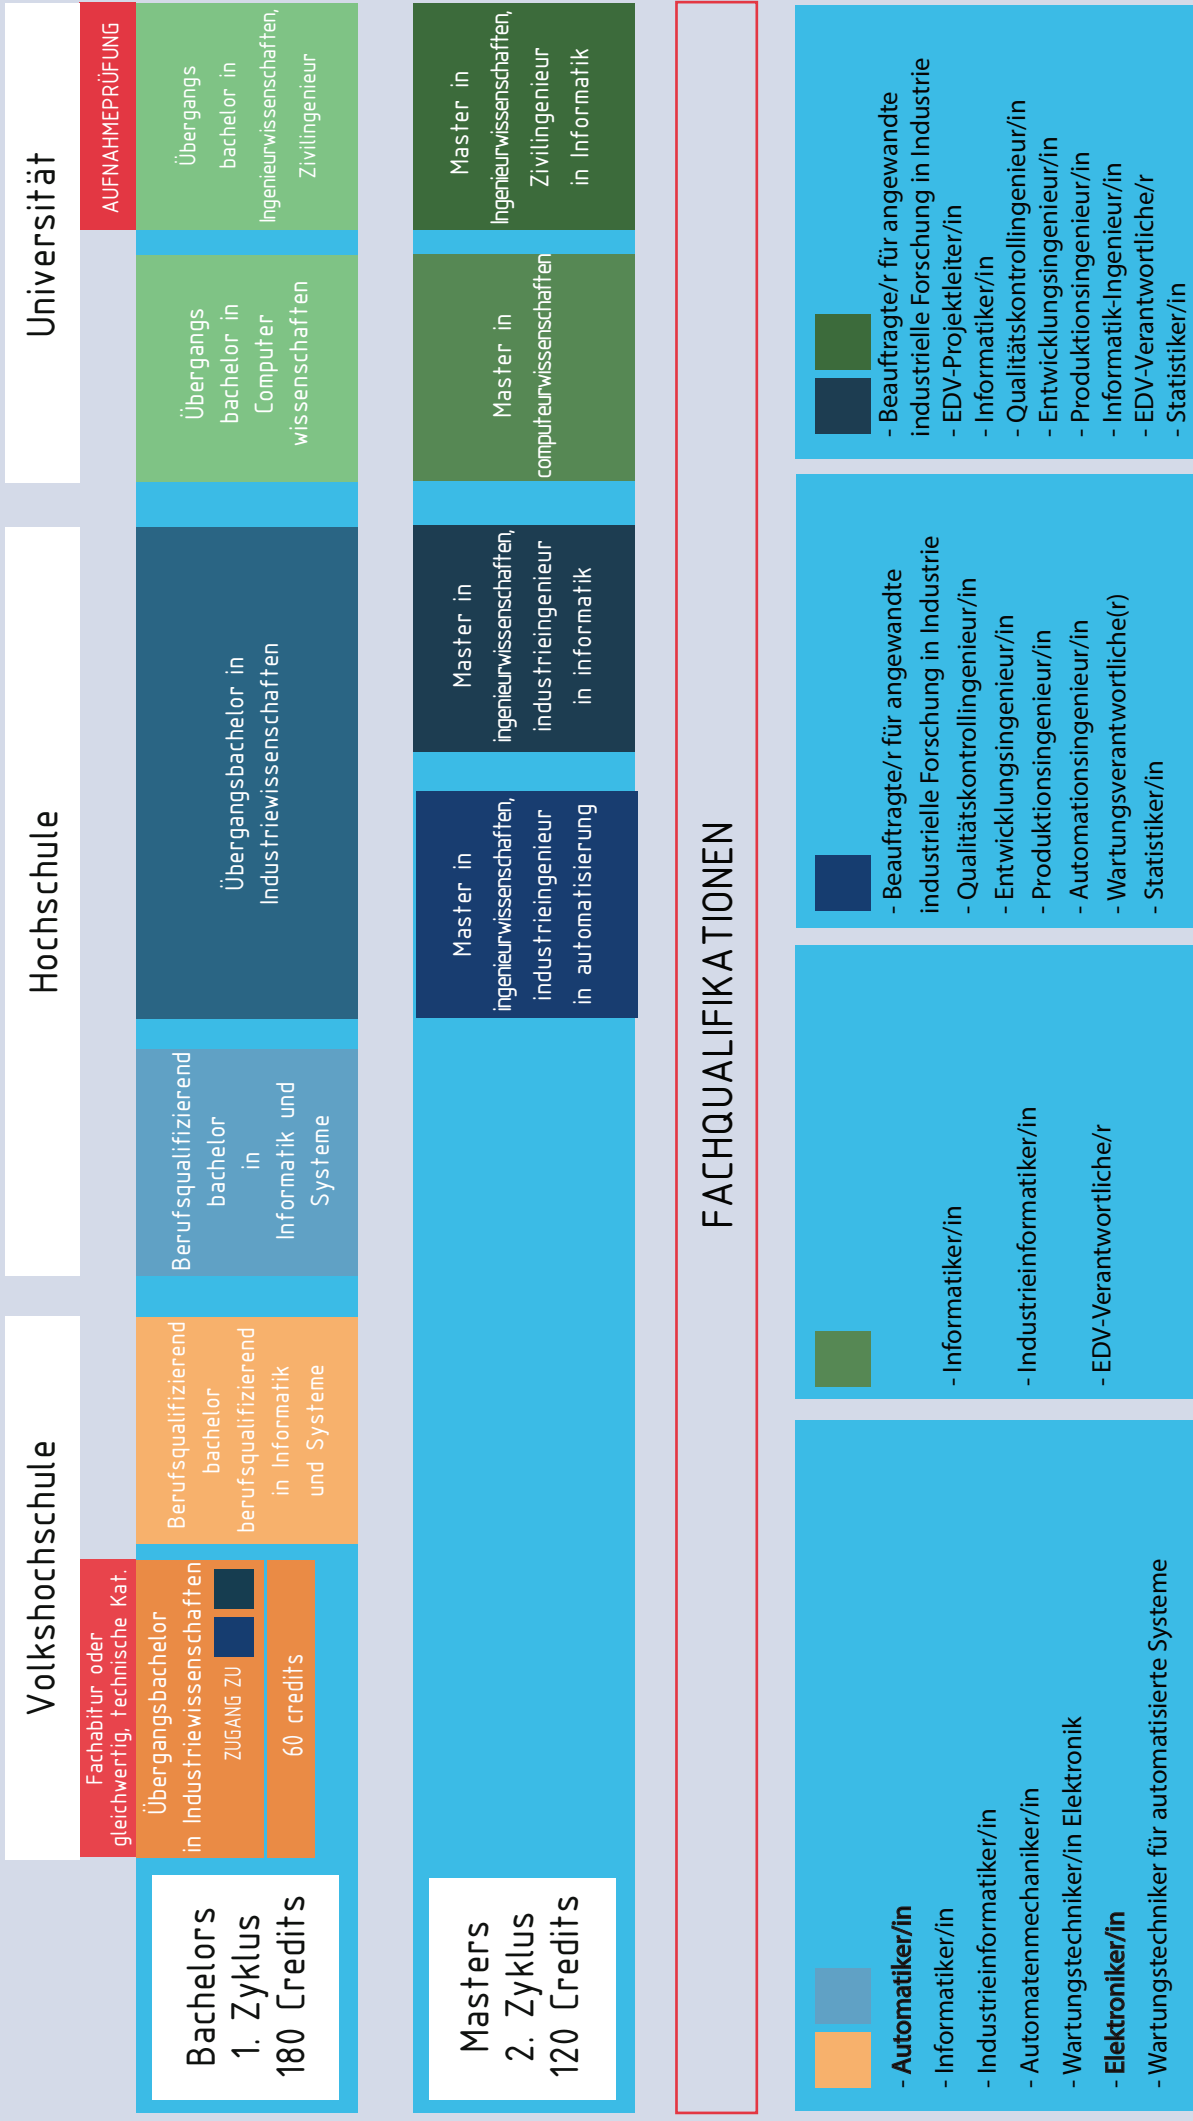 Volkshochschule
Hochschule
Universität
Fachabitur oder
gleichwertig, technische Kat.
AUFNAHMEPRÜFUNG
Bachelors
1. Zyklus
180 Credits
Übergangsbachelor
in Industriewissenschaften
ZUGANG ZU
60 credits
Berufsqualifizierend
bachelor
berufsqualifizierend
in Informatik
und Systeme
Berufsqualifizierend
bachelor
in
Informatik und
Systeme
Übergangsbachelor in
Industriewissenschaften
Übergangs
bachelor in
Computer
wissenschaften
Übergangs
bachelor in
Ingenieurwissenschaften,
Zivilingenieur
Masters
2. Zyklus
120 Credits
Master in
ingenieurwissenschaften,
industrieingenieur
in automatisierung
Master in
ingenieurwissenschaften,
industrieingenieur
in informatik
Master in
computeurwissenschaften
Master in
Ingenieurwissenschaften,
Zivilingenieur
in Informatik
FACHQUALIFIKATIONEN
- Automatiker/in
- Informatiker/in
- Industrieinformatiker/in
- Automatenmechaniker/in
- Wartungstechniker/in Elektronik
- Elektroniker/in
- Wartungstechniker für automatisierte Systeme
- Informatiker/in
- Industrieinformatiker/in
- EDV-Verantwortliche/r
- Beauftragte/r für angewandte
industrielle Forschung in Industrie
- Qualitätskontrollingenieur/in
- Entwicklungsingenieur/in
- Produktionsingenieur/in
- Automationsingenieur/in
- Wartungsverantwortliche(r)
- Statistiker/in
- Beauftragte/r für angewandte
industrielle Forschung in Industrie
- EDV-Projektleiter/in
- Informatiker/in
- Qualitätskontrollingenieur/in
- Entwicklungsingenieur/in
- Produktionsingenieur/in
- Informatik-Ingenieur/in
- EDV-Verantwortliche/r
- Statistiker/in